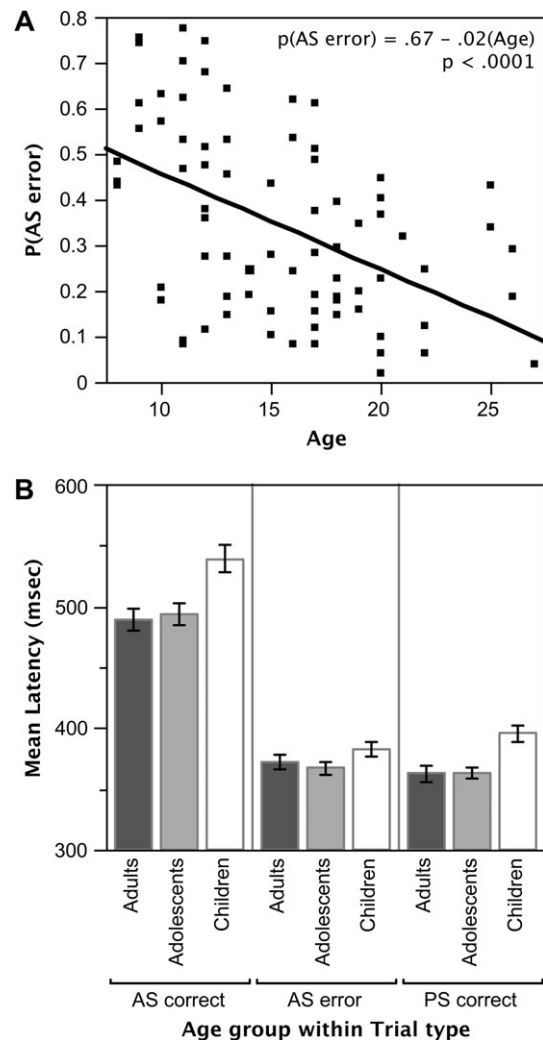 A
p(AS error) = .67 – .02(Age)
p < .0001
0.8
0.7
0.6
0.5
0.4
0.3
0.2
0.1
0
P(AS error)
10 15 20 25
Age
B
600
500
400
300
Mean Latency (msec)
Adults Adolescents Children Adults Adolescents Children Adults Adolescents Children
AS correct AS error PS correct
Age group within Trial type